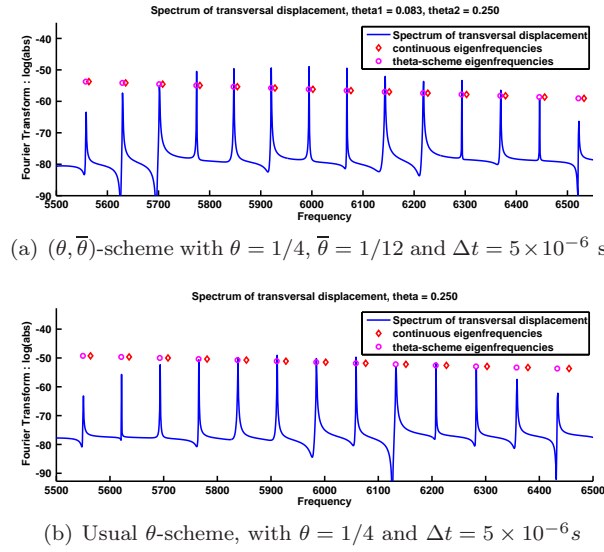 Spectrum of transversal displacement, theta1 = 0.083, theta2 = 0.250
Fourier Transform : log(abs)
-40
-50
-60
-70
-80
-90
Spectrum of transversal displacement
continuous eigenfrequencies
theta-scheme eigenfrequencies
5500 5600 5700 5800 5900 6000 6100 6200 6300 6400 6500
Frequency
(a) (θ, θ̅)-scheme with θ = 1/4, θ̅ = 1/12 and Δt = 5×10⁻⁶ s
Spectrum of transversal displacement, theta = 0.250
Fourier Transform : log(abs)
-40
-50
-60
-70
-80
-90
Spectrum of transversal displacement
continuous eigenfrequencies
theta-scheme eigenfrequencies
5500 5600 5700 5800 5900 6000 6100 6200 6300 6400 6500
Frequency
(b) Usual θ-scheme, with θ = 1/4 and Δt = 5 × 10⁻⁶s